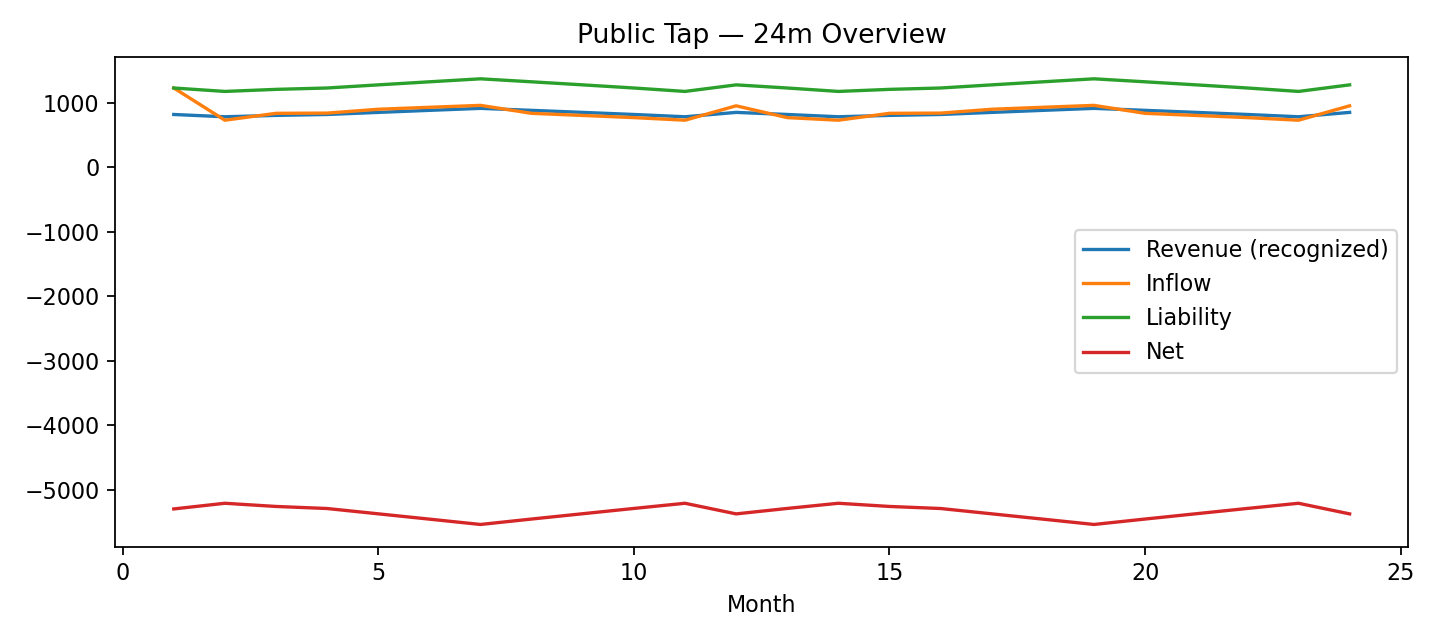 Public Tap — 24m Overview
1000
0
−1000
−2000
−3000
−4000
−5000
Revenue (recognized)
Inflow
Liability
Net
0 5 10 15 20 25
Month